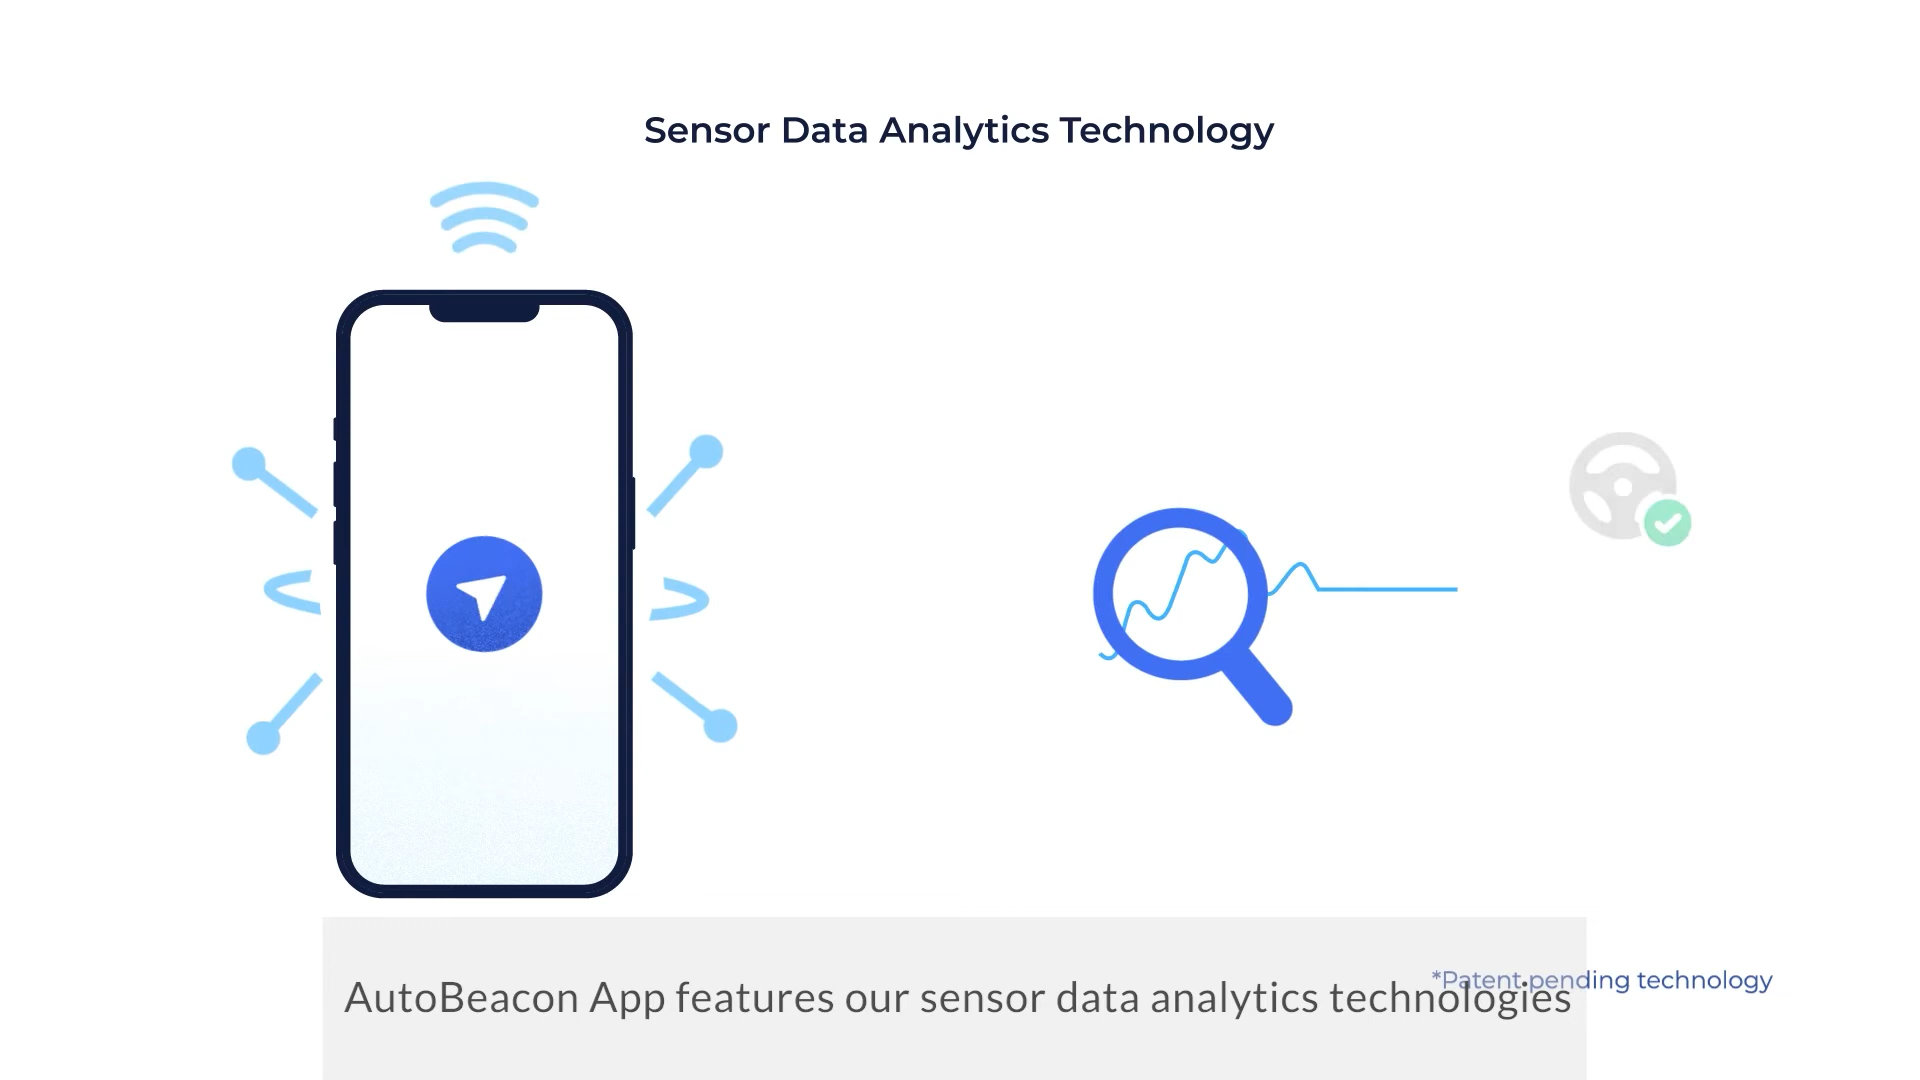 Sensor Data Analytics Technology
*Patent pending technology
AutoBeacon App features our sensor data analytics technologies